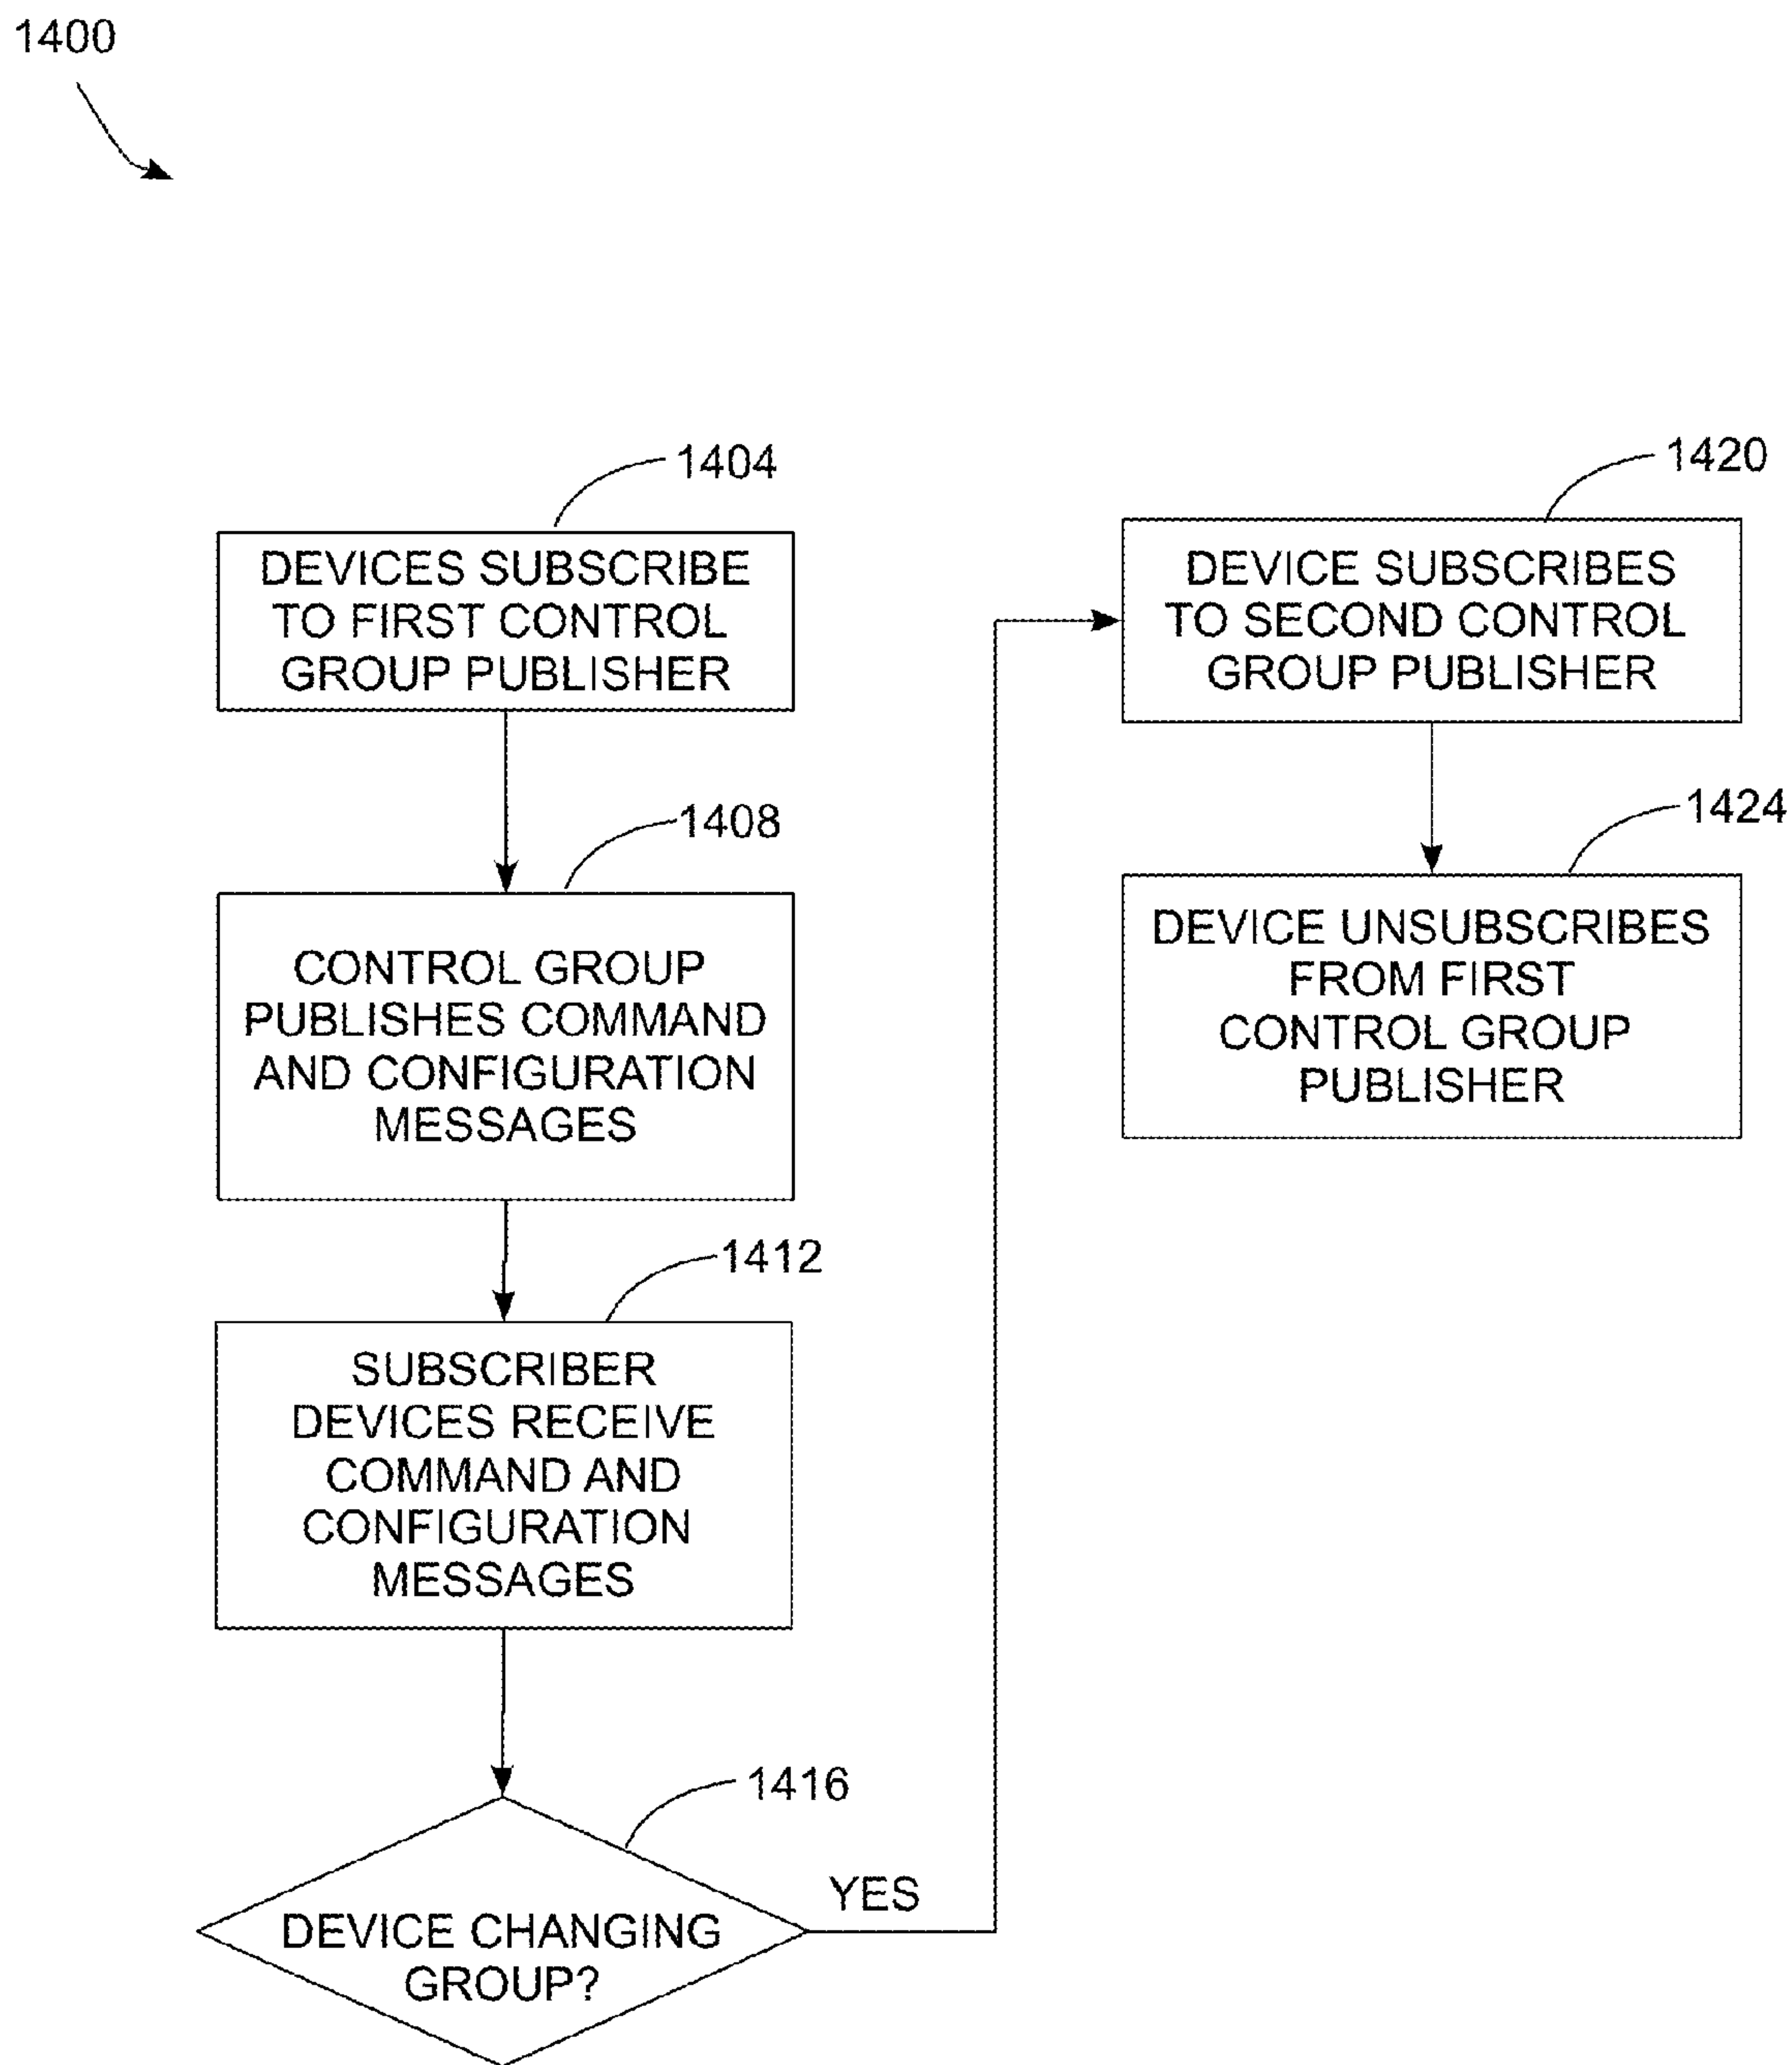 1400
1404
DEVICES SUBSCRIBE
TO FIRST CONTROL
GROUP PUBLISHER
1408
CONTROL GROUP
PUBLISHES COMMAND
AND CONFIGURATION
MESSAGES
1412
SUBSCRIBER
DEVICES RECEIVE
COMMAND AND
CONFIGURATION
MESSAGES
1416
DEVICE CHANGING
GROUP?
YES
1420
DEVICE SUBSCRIBES
TO SECOND CONTROL
GROUP PUBLISHER
1424
DEVICE UNSUBSCRIBES
FROM FIRST
CONTROL GROUP
PUBLISHER